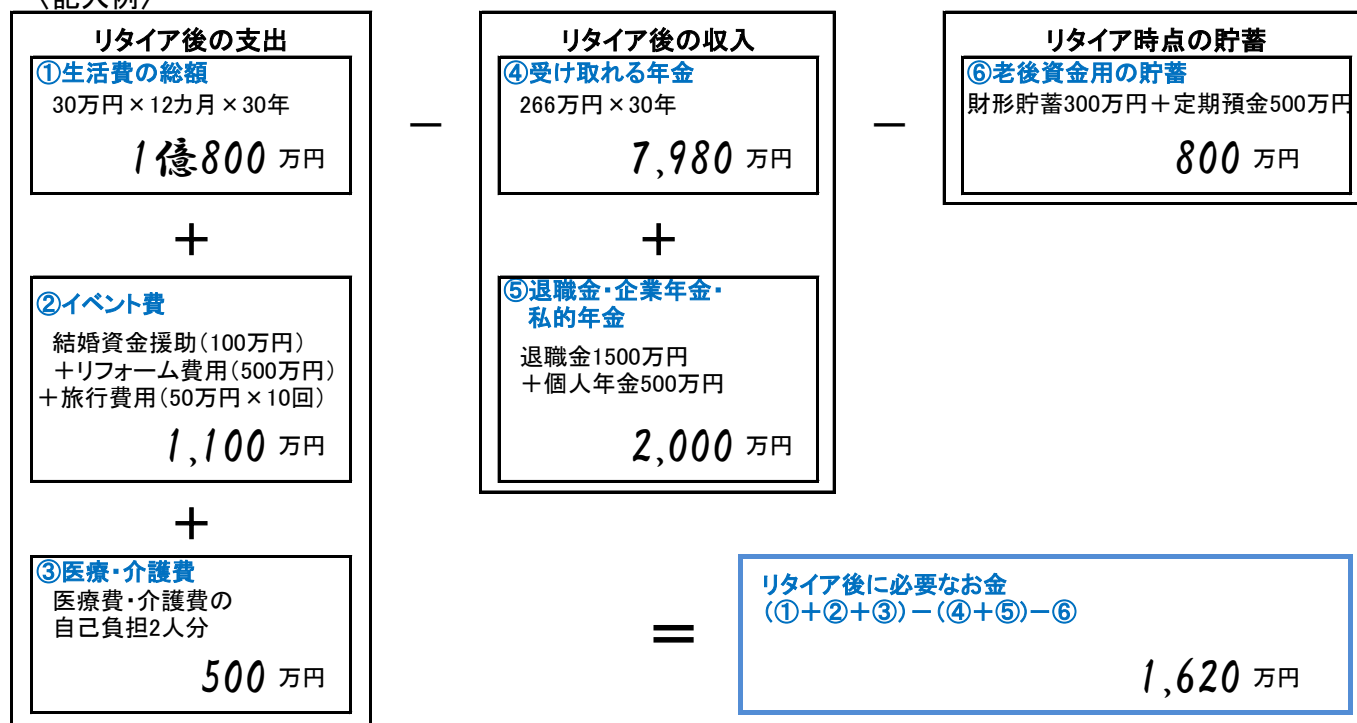 〈記入例〉
リタイア後の支出
①生活費の総額
30万円×12カ月×30年
1億800 万円
＋
②イベント費
結婚資金援助（100万円）
＋リフォーム費用（500万円）
＋旅行費用（50万円×10回）
1,100 万円
＋
③医療・介護費
医療費・介護費の
自己負担2人分
500 万円
－
リタイア後の収入
④受け取れる年金
266万円×30年
7,980 万円
＋
⑤退職金・企業年金・
私的年金
退職金1500万円
＋個人年金500万円
2,000 万円
－
リタイア時点の貯蓄
⑥老後資金用の貯蓄
財形貯蓄300万円＋定期預金500万円
800 万円
＝
リタイア後に必要なお金
（①＋②＋③）－（④＋⑤）－⑥
1,620 万円